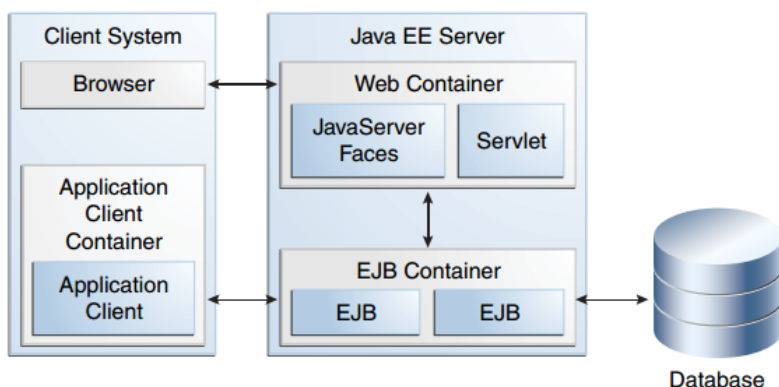 Client System
Browser
Application
Client
Container
Application
Client
Java EE Server
Web Container
JavaServer
Faces
Servlet
EJB Container
EJB
EJB
Database